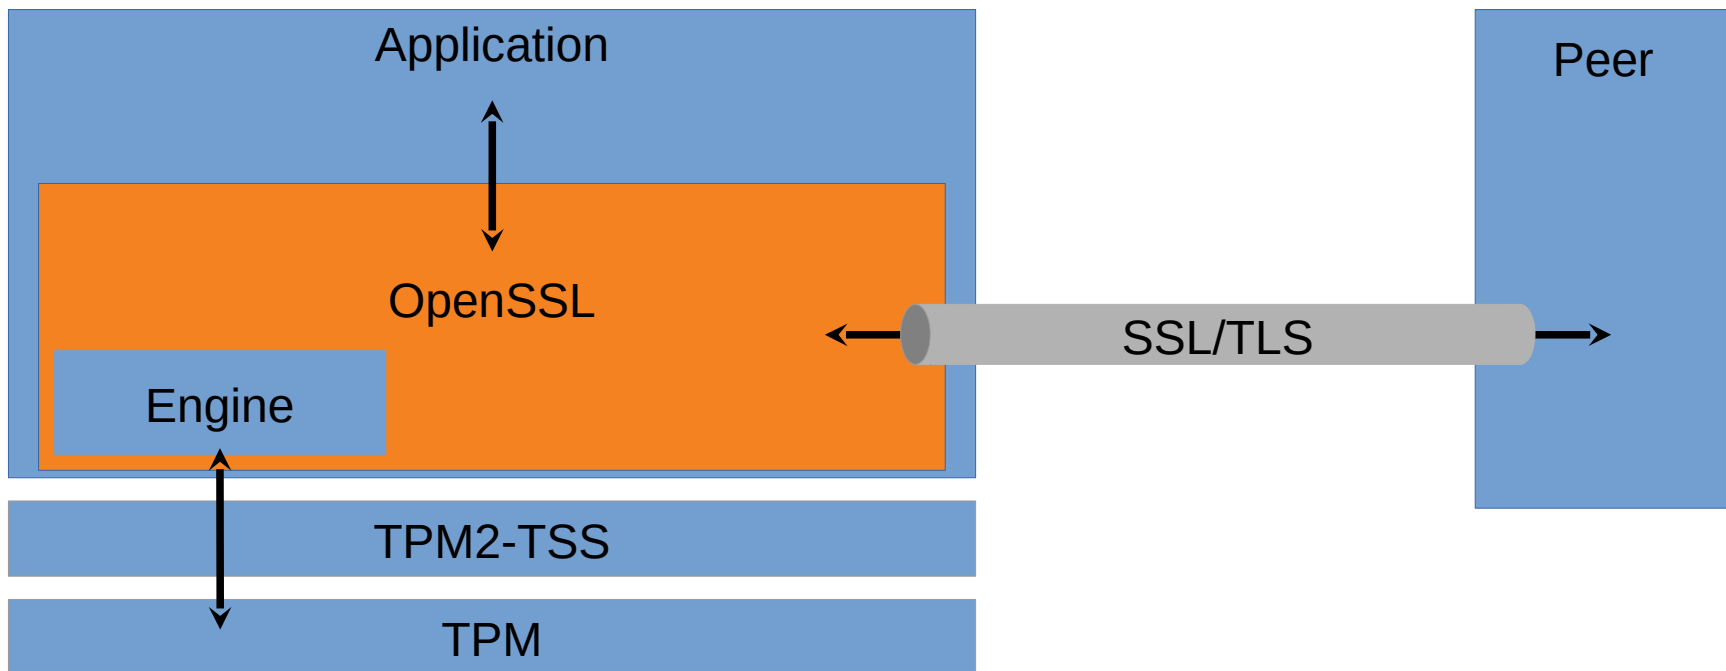 Application
Peer
OpenSSL
SSL/TLS
Engine
TPM2-TSS
TPM